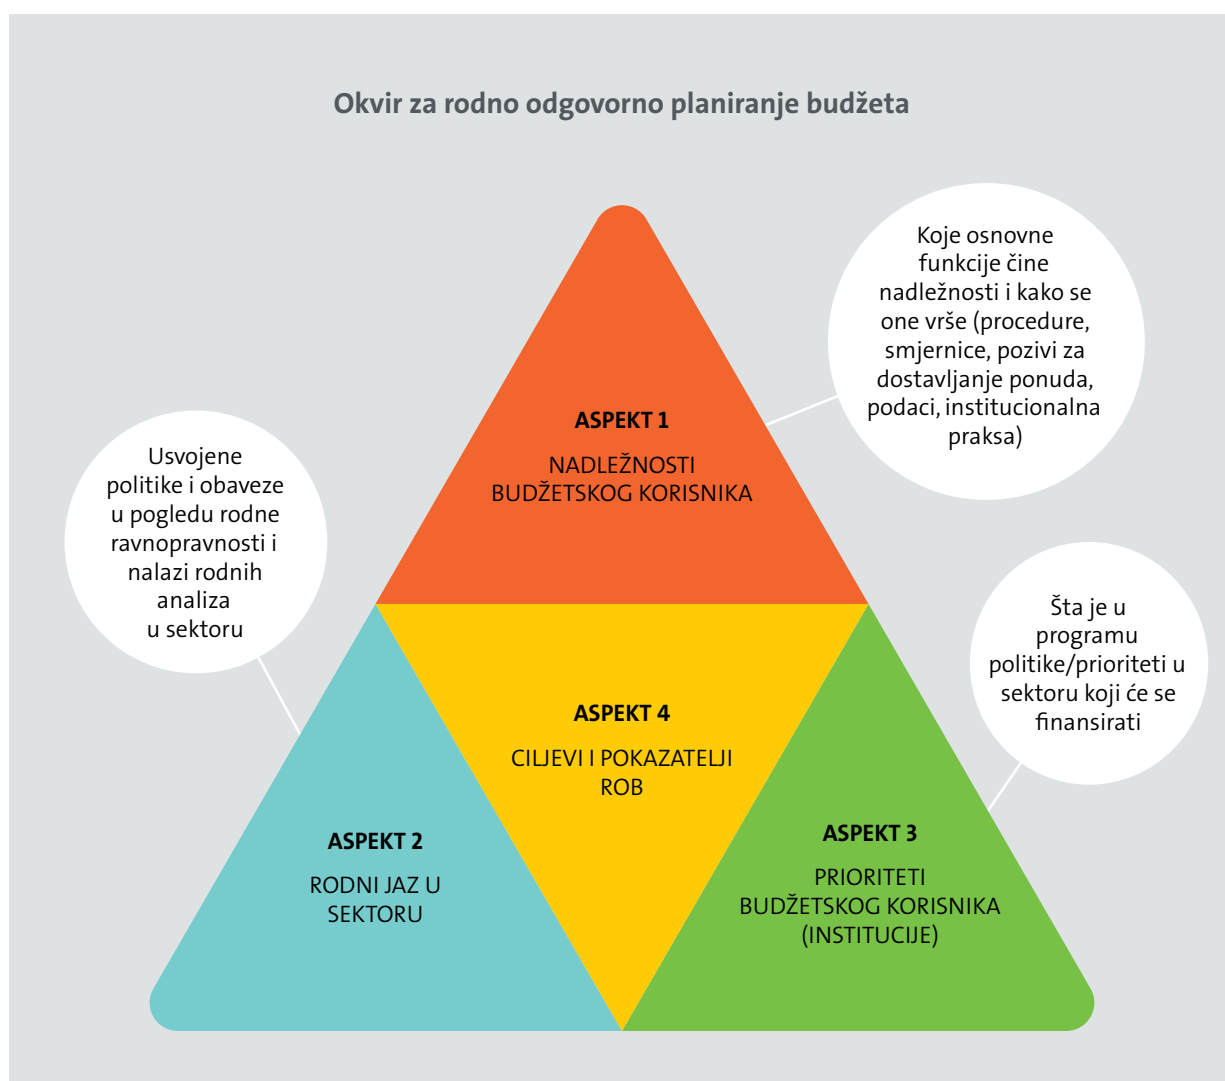 Okvir za rodno odgovorno planiranje budžeta
Koje osnovne
funkcije čine
nadležnosti i kako se
one vrše (procedure,
smjernice, pozivi za
dostavljanje ponuda,
podaci, institucionalna
praksa)
ASPEKT 1
NADLEŽNOSTI
BUDŽETSKOG KORISNIKA
Usvojene
politike i obaveze
u pogledu rodne
ravnopravnosti i
nalazi rodnih
analiza
u sektoru
Šta je u
programu
politike/prioriteti u
sektoru koji će se
finansirati
ASPEKT 4
CILJEVI I POKAZATELJI
ROB
ASPEKT 2
RODNI JAZ U
SEKTORU
ASPEKT 3
PRIORITETI
BUDŽETSKOG KORISNIKA
(INSTITUCIJE)